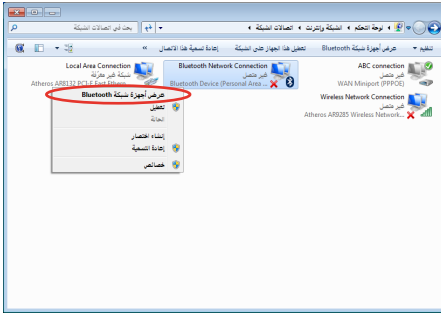 لوحة التحكم ‹ الشبكة وإنترنت ‹ اتصالات الشبكة
بحث في اتصالات الشبكة
تنظيم
عرض أجهزة شبكة Bluetooth
تعطيل هذا الجهاز على الشبكة
إعادة تسمية هذا الاتصال
»
ABC connection
غير متصل
WAN Miniport (PPPOE)
Bluetooth Network Connection
غير متصل
Bluetooth Device (Personal Area ...
Local Area Connection
شبكة غير معرّفة
Atheros AR8132 PCI-E Fast Ethern...
Wireless Network Connection
غير متصل
Atheros AR9285 Wireless Network...
عرض أجهزة شبكة Bluetooth
تعطيل
الحالة
إنشاء اختصار
إعادة التسمية
خصائص